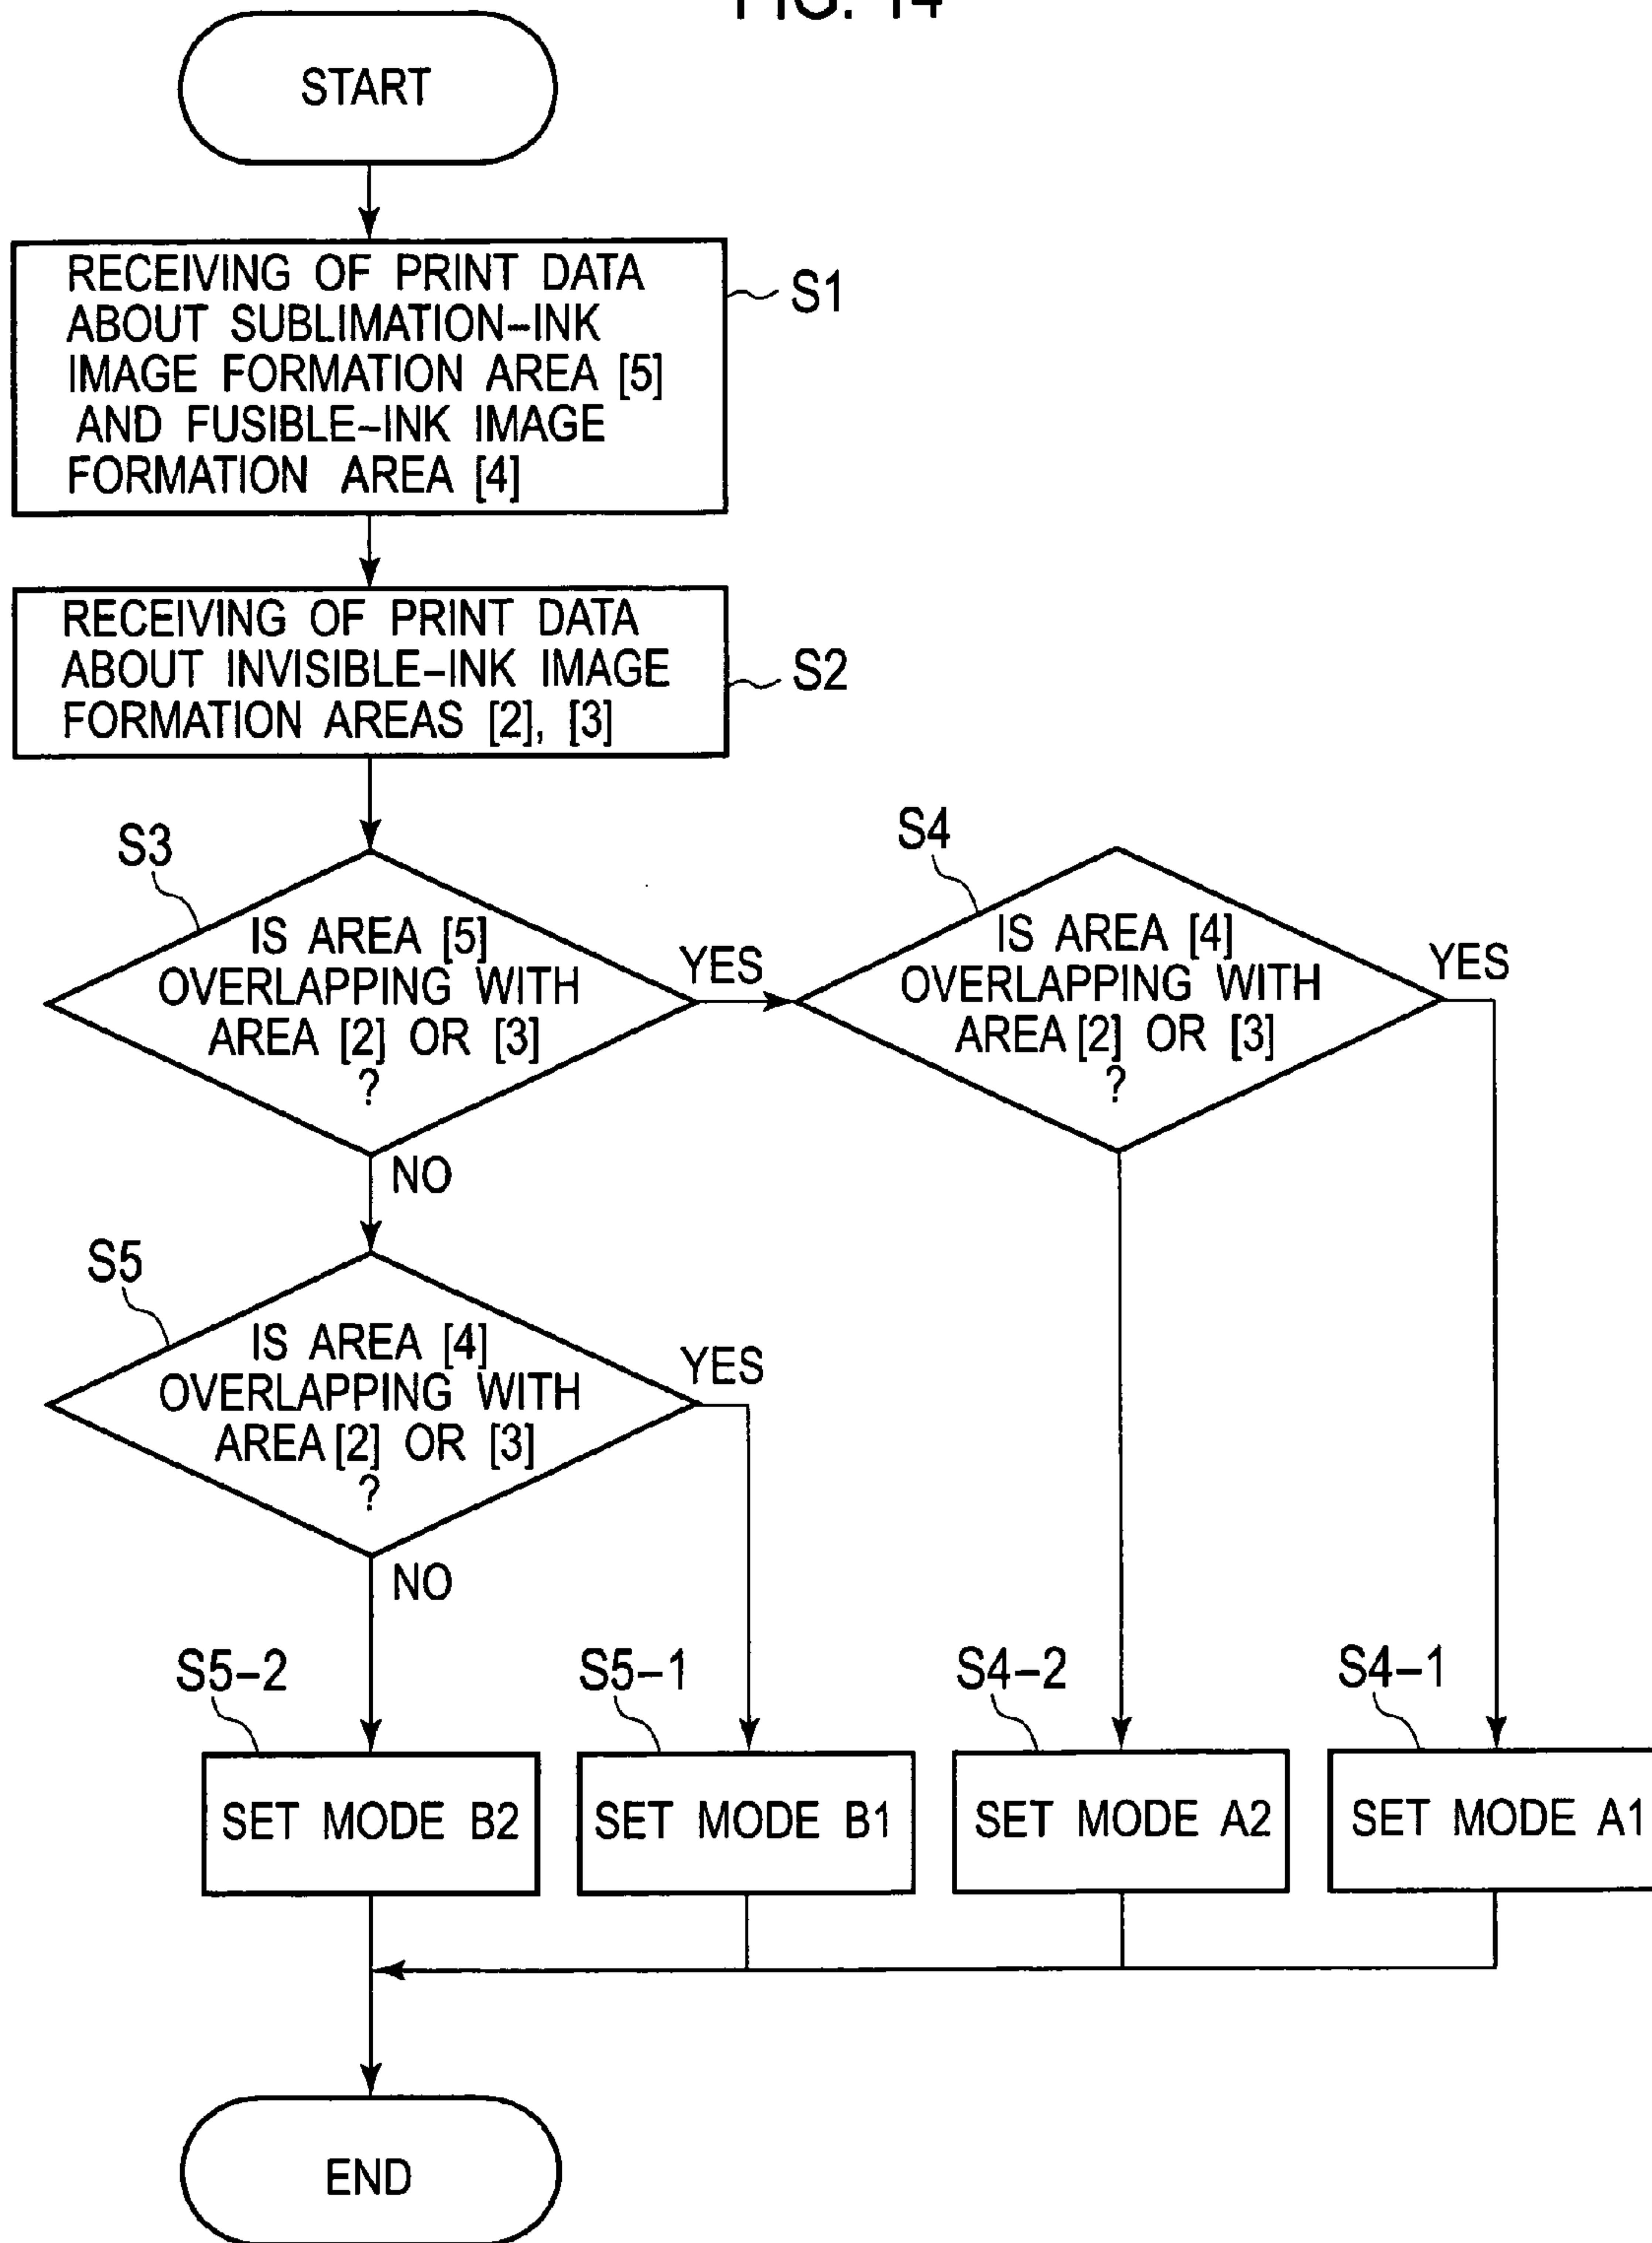 FIG. 14
START
RECEIVING OF PRINT DATA
ABOUT SUBLIMATION-INK
IMAGE FORMATION AREA [5]
AND FUSIBLE-INK IMAGE
FORMATION AREA [4]
S1
RECEIVING OF PRINT DATA
ABOUT INVISIBLE-INK IMAGE
FORMATION AREAS [2], [3]
S2
S3
IS AREA [5]
OVERLAPPING WITH
AREA [2] OR [3]
?
YES
NO
S4
IS AREA [4]
OVERLAPPING WITH
AREA [2] OR [3]
?
YES
S5
IS AREA [4]
OVERLAPPING WITH
AREA [2] OR [3]
?
YES
NO
S5-2
SET MODE B2
S5-1
SET MODE B1
S4-2
SET MODE A2
S4-1
SET MODE A1
END